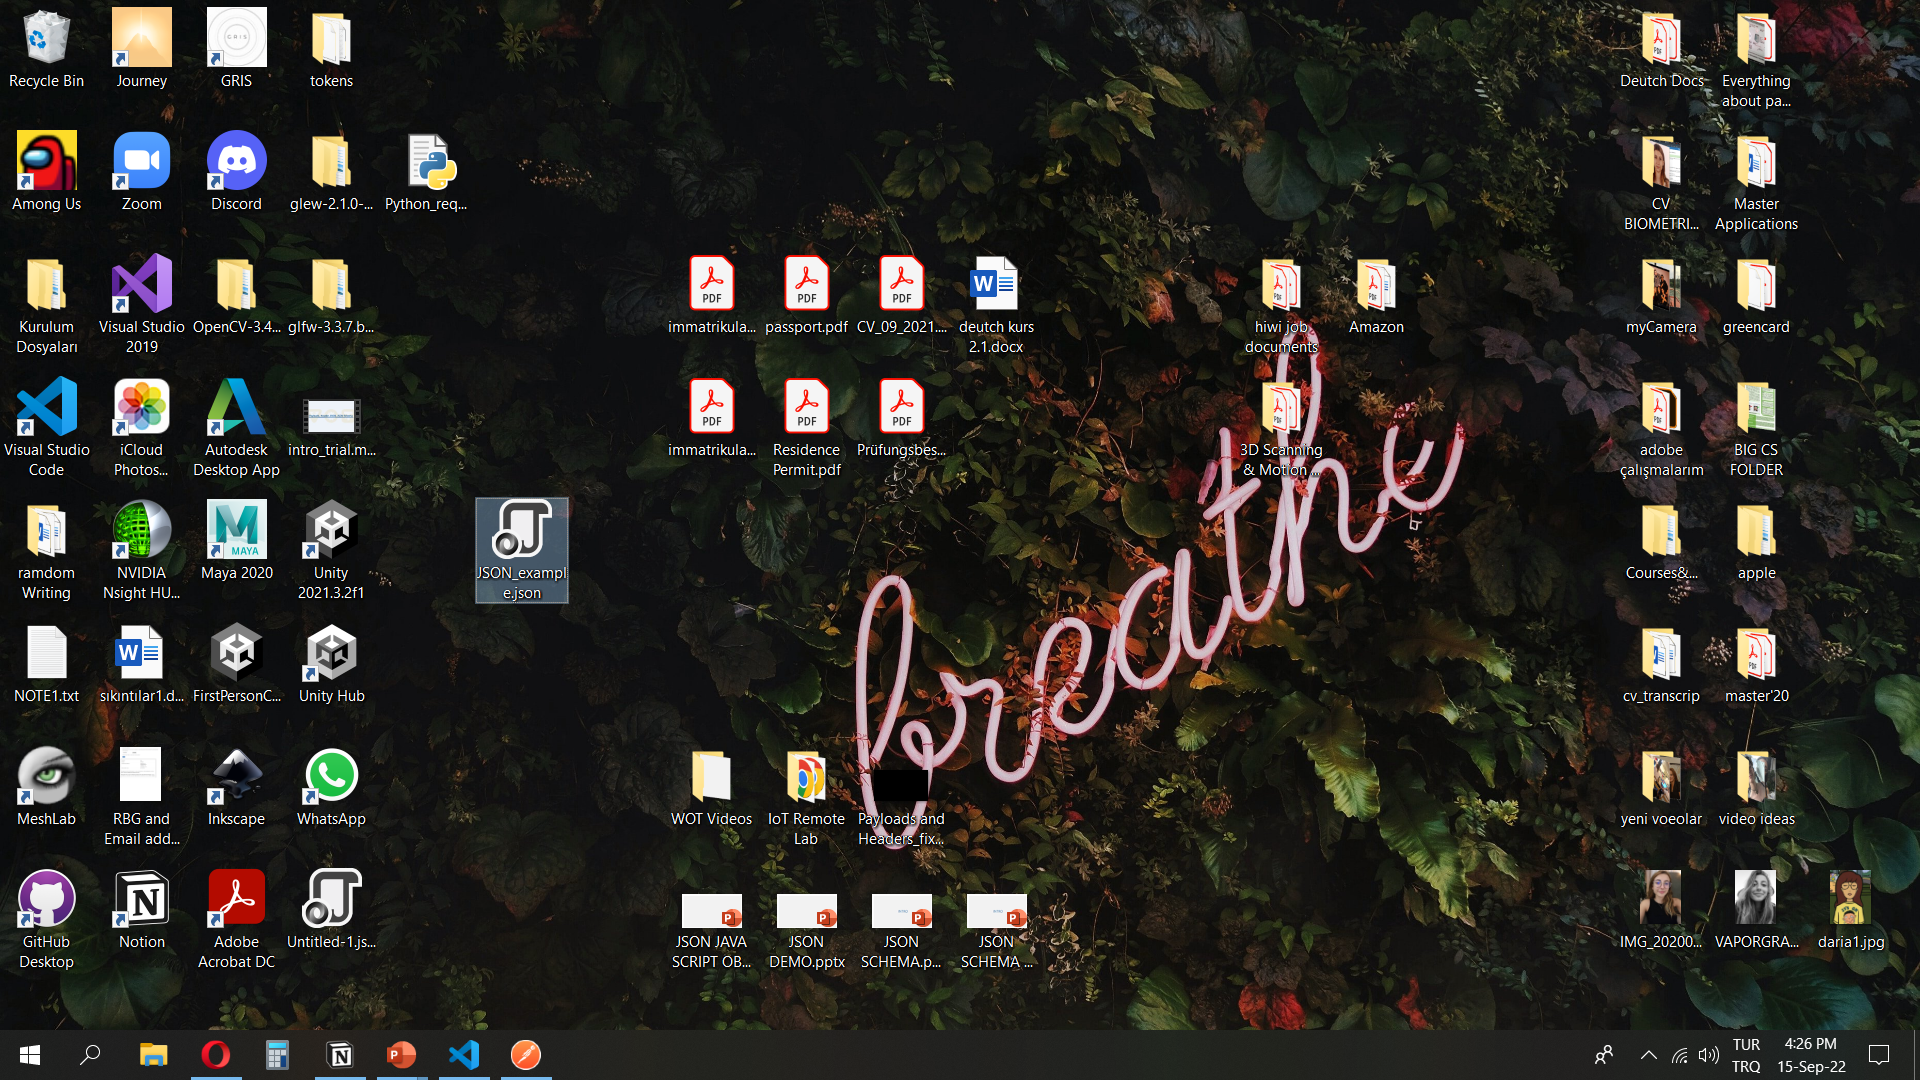 Recycle Bin
Journey
GRIS
tokens
Deutch Docs
Everything
about pa...
Among Us
Zoom
Discord
glew-2.1.0-...
Python_req...
CV
BIOMETRI...
Master
Applications
Kurulum
Dosyaları
Visual Studio
2019
OpenCV-3.4...
glfw-3.3.7.b...
PDF
immatrikula...
PDF
passport.pdf
PDF
CV_09_2021....
W
deutch kurs
2.1.docx
hiwi job
documents
Amazon
myCamera
greencard
Visual Studio
Code
iCloud
Photos...
Autodesk
Desktop App
intro_trial.m...
PDF
immatrikula...
PDF
Residence
Permit.pdf
PDF
Prüfungsbes...
3D Scanning
& Motion ...
adobe
çalışmalarım
BIG CS
FOLDER
ramdom
Writing
NVIDIA
Nsight HU...
MAYA
Maya 2020
Unity
2021.3.2f1
JSON_exampl
e.json
breathe
Courses&...
apple
NOTE1.txt
W
sıkıntılar1.d...
FirstPersonC...
Unity Hub
cv_transcrip
master'20
MeshLab
RBG and
Email add...
Inkscape
WhatsApp
WOT Videos
IoT Remote
Lab
Payloads and
Headers_fix...
yeni voeolar
video ideas
GitHub
Desktop
Notion
Adobe
Acrobat DC
Untitled-1.js...
JSON JAVA
SCRIPT OB...
JSON
DEMO.pptx
JSON
SCHEMA.p...
JSON
SCHEMA ...
IMG_20200...
VAPORGRA...
daria1.jpg
TUR
TRQ
4:26 PM
15-Sep-22